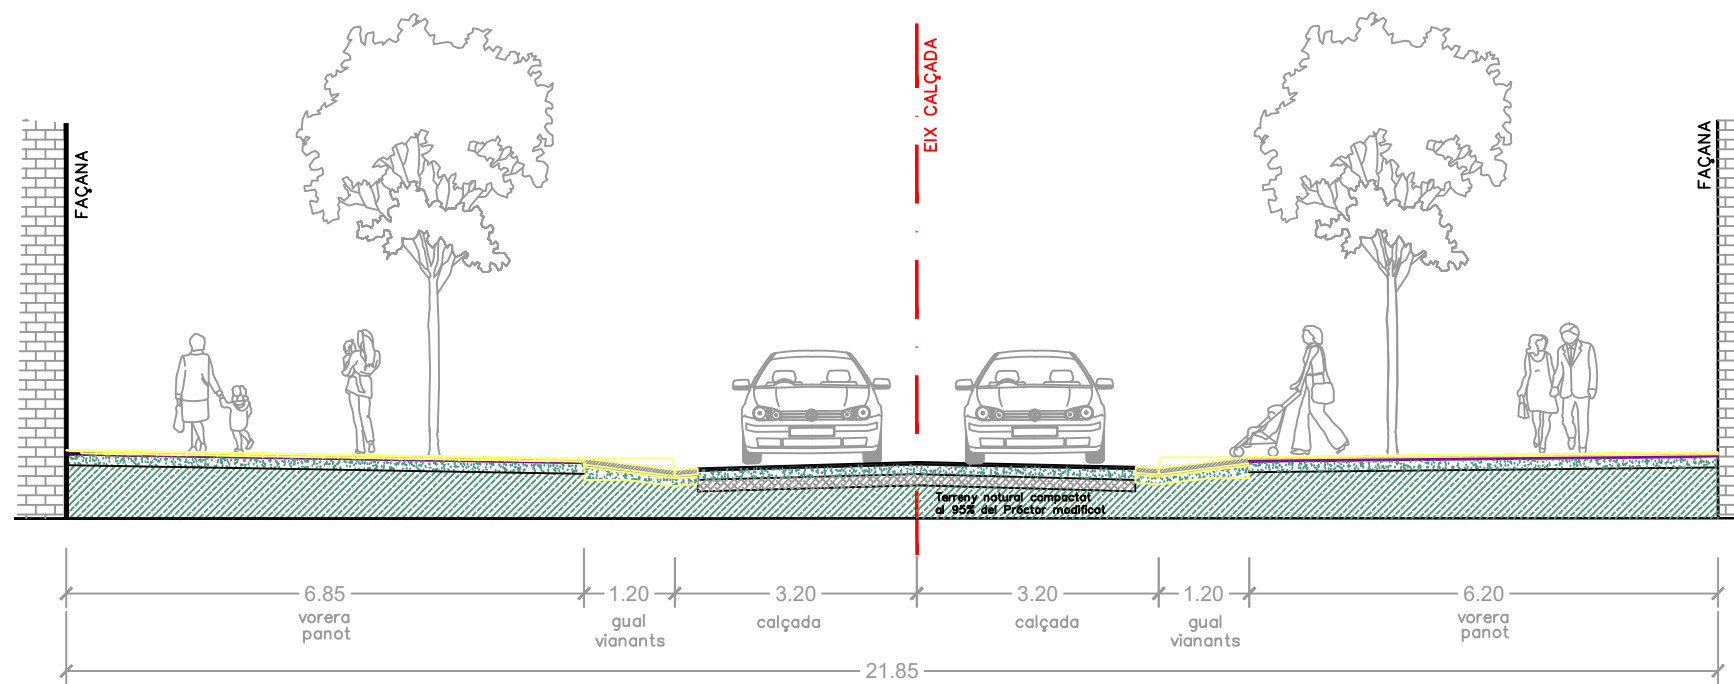 FAÇANA
EIX CALÇADA
FAÇANA
Terreny natural compactat
al 95% del Próctor modificat
6.85
vorera
panot
1.20
gual
vianants
3.20
calçada
3.20
calçada
1.20
gual
vianants
6.20
vorera
panot
21.85